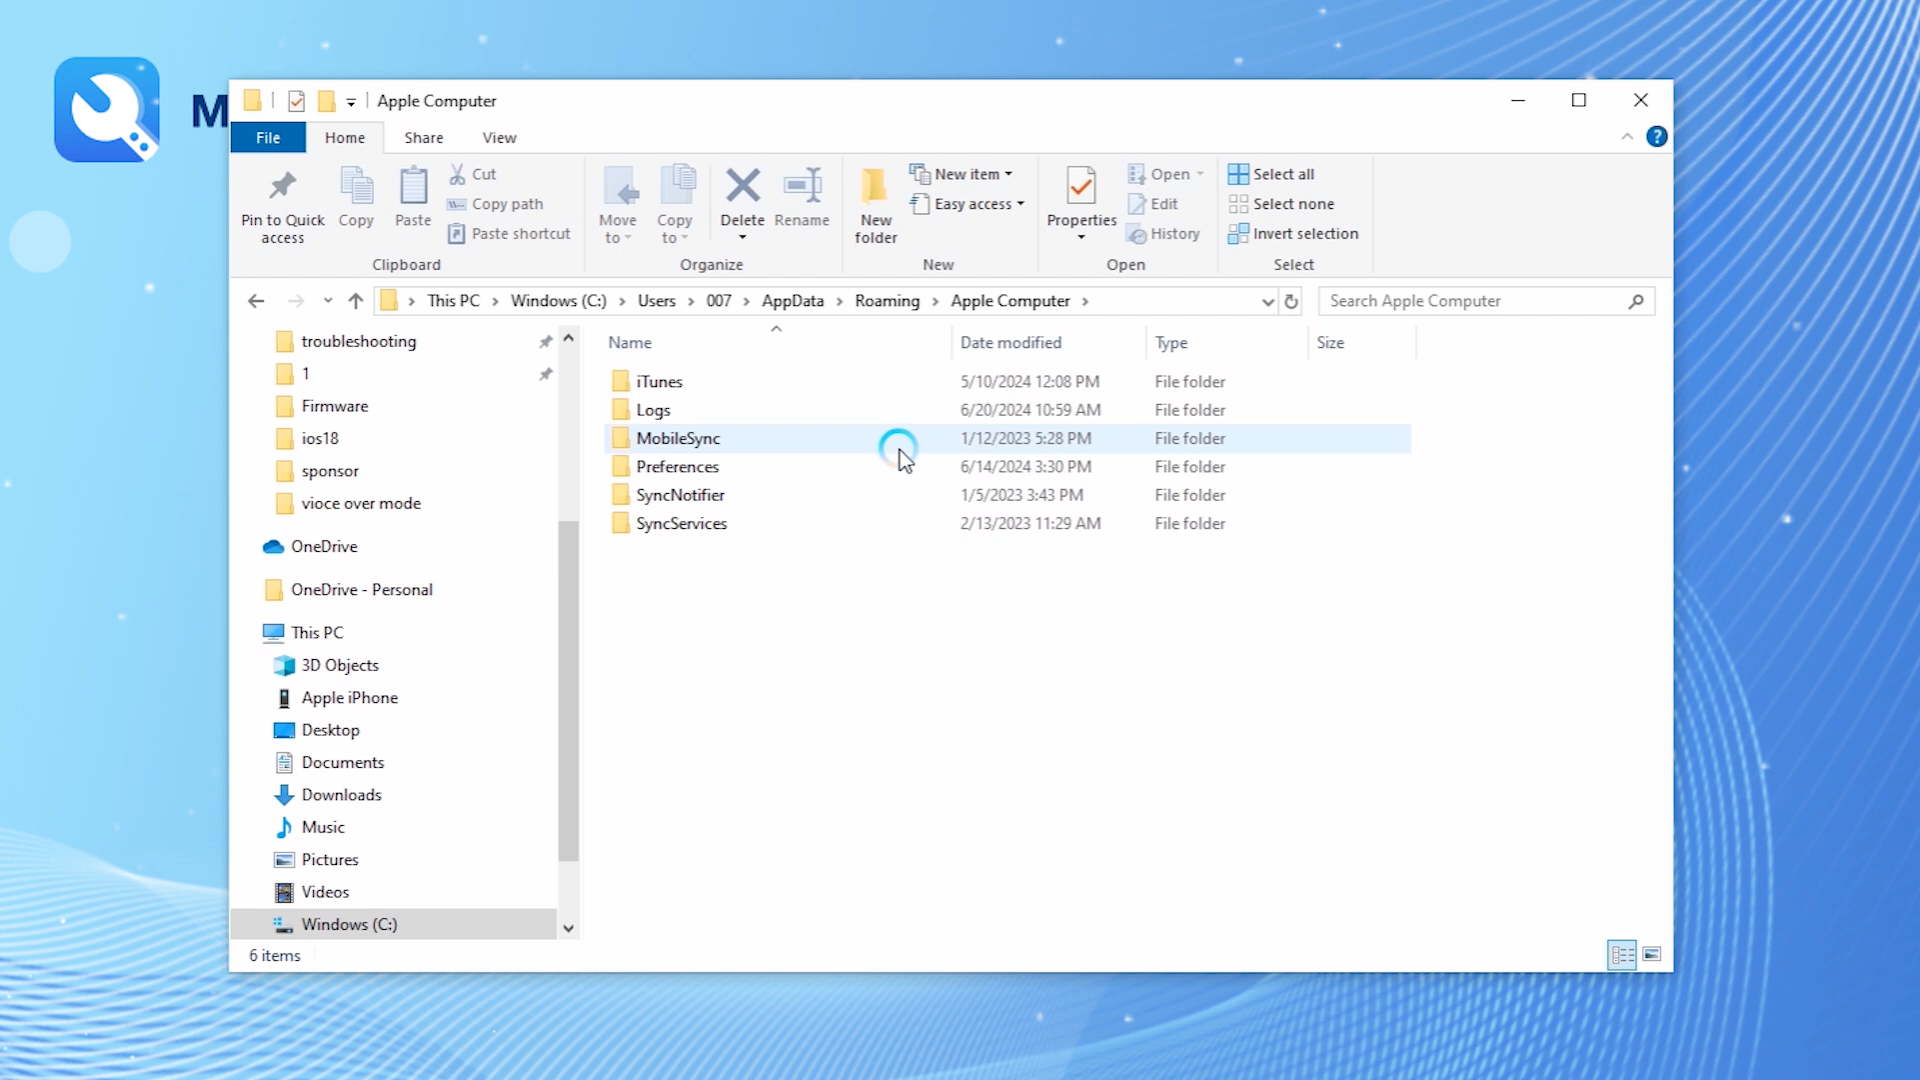 M
Apple Computer
File Home Share View
Pin to Quick access
Copy
Paste
Cut
Copy path
Paste shortcut
Clipboard
Move to
Copy to
Delete
Rename
Organize
New folder
New item
Easy access
New
Properties
Open
Edit
History
Open
Select all
Select none
Invert selection
Select
This PC Windows (C:) Users 007 AppData Roaming Apple Computer
Search Apple Computer
troubleshooting
1
Firmware
ios18
sponsor
vioce over mode
OneDrive
OneDrive - Personal
This PC
3D Objects
Apple iPhone
Desktop
Documents
Downloads
Music
Pictures
Videos
Windows (C:)
Name Date modified Type Size
iTunes 5/10/2024 12:08 PM File folder
Logs 6/20/2024 10:59 AM File folder
MobileSync 1/12/2023 5:28 PM File folder
Preferences 6/14/2024 3:30 PM File folder
SyncNotifier 1/5/2023 3:43 PM File folder
SyncServices 2/13/2023 11:29 AM File folder
6 items